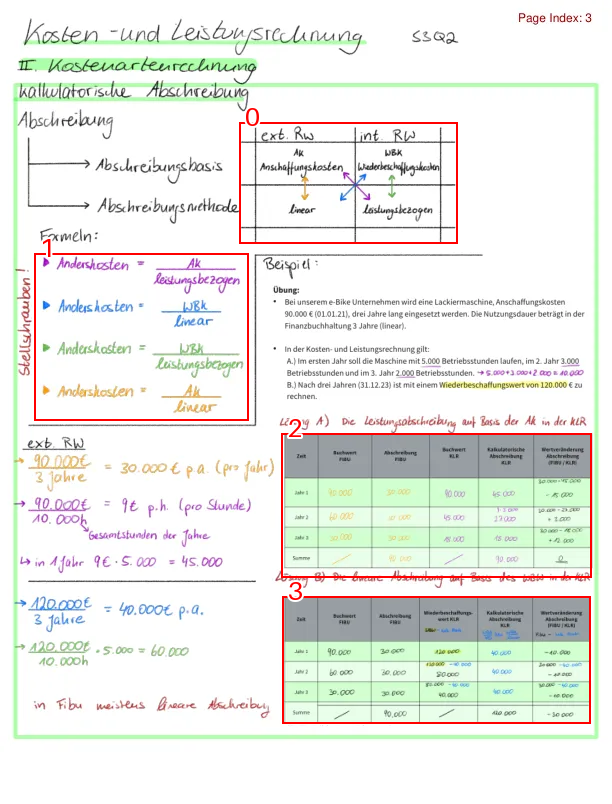 Page Index: 3
Kosten- und Leistungsrechnung S3Q2
II. Kostenartenrechnung
kalkulatorische Abschreibung
Abschreibung
→ Abschreibungsbasis
→ Abschreibungsmethode
0
ext. RW int. RW
AK WBK
Anschaffungskosten Wiederbeschaffungskosten
linear leistungsbezogen
Formeln:
1
Stellschrauben!
Anderskosten = AK / leistungsbezogen
Anderskosten = WBK / linear
Anderskosten = WBK / leistungsbezogen
Anderskosten = AK / linear
Beispiel:
Übung:
• Bei unserem e-Bike Unternehmen wird eine Lackiermaschine, Anschaffungskosten
90.000 € (01.01.21), drei Jahre lang eingesetzt werden. Die Nutzungsdauer beträgt in der
Finanzbuchhaltung 3 Jahre (linear).
• In der Kosten- und Leistungsrechnung gilt:
A.) Im ersten Jahr soll die Maschine mit 5.000 Betriebsstunden laufen, im 2. Jahr 3.000
Betriebsstunden und im 3. Jahr 2.000 Betriebsstunden. → 5.000+3.000+2.000 = 10.000
B.) Nach drei Jahren (31.12.23) ist mit einem Wiederbeschaffungswert von 120.000 € zu
rechnen.
ext. RW
→ 90.000€ / 3 Jahre = 30.000€ p.a. (pro Jahr)
→ 90.000€ / 10.000h = 9€ p.h. (pro Stunde)
Gesamtstunden der Jahre
↳ in 1 Jahr 9€ · 5.000 = 45.000
→ 120.000€ / 3 Jahre = 40.000€ p.a.
→ 120.000€ / 10.000h · 5.000 = 60.000
in Fibu meistens lineare Abschreibung
Lösung A) Die Leistungsabschreibung auf Basis der AK in der KLR
2
Zeit Buchwert FIBU Abschreibung FIBU Buchwert KLR Kalkulatorische Abschreibung KLR Wertveränderung Abschreibung (FIBU / KLR)
Jahr 1 90.000 30.000 90.000 45.000 30.000 - 45.000 - 15.000
Jahr 2 60.000 30.000 45.000 27.000 30.000 - 27.000 + 3.000
Jahr 3 30.000 30.000 18.000 18.000 30.000 - 18.000 + 12.000
Summe / 90.000 / 90.000 0
Lösung B) Die lineare Abschreibung auf Basis des WBW in der KLR
3
Zeit Buchwert FIBU Abschreibung FIBU Wiederbeschaffungswert KLR Kalkulatorische Abschreibung KLR Wertveränderung Abschreibung (FIBU / KLR)
Jahr 1 90.000 30.000 120.000 40.000 - 10.000
Jahr 2 60.000 30.000 120.000 - 40.000 80.000 40.000 30.000 - 40.000 - 10.000
Jahr 3 30.000 30.000 80.000 - 40.000 40.000 40.000 30.000 - 40.000 - 10.000
Summe / 90.000 / 120.000 - 30.000